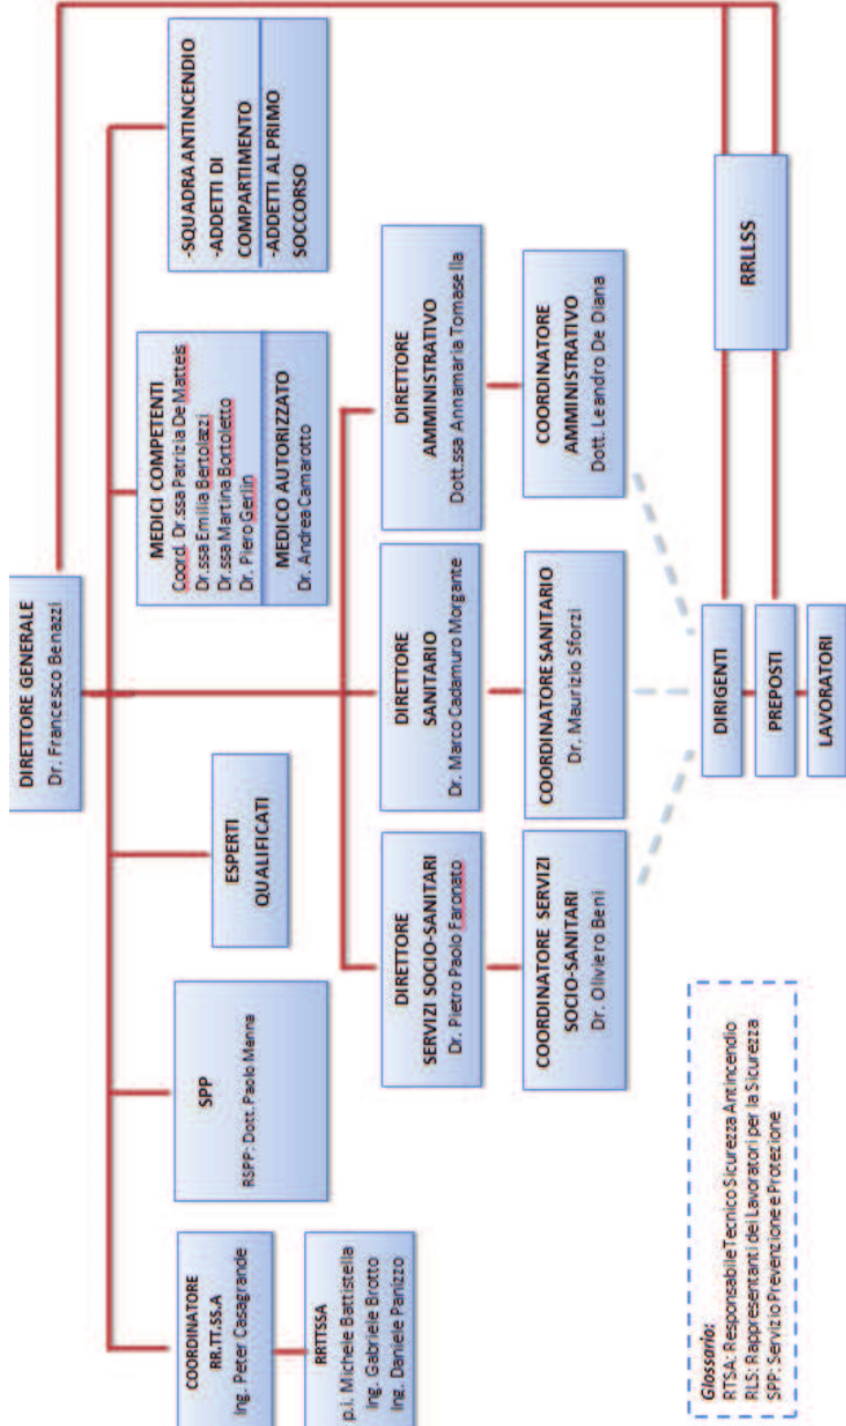 DIRETTORE GENERALE
Dr. Francesco Benazzi
COORDINATORE
RR.TT.SS.A
Ing. Peter Casagrande
RRTTSSA
p.i. Michele Battistella
Ing. Gabriele Brotto
Ing. Daniele Panizzo
SPP
RSPP: Dott. Paolo Menna
ESPERTI
QUALIFICATI
MEDICI COMPETENTI
Coord. Dr.ssa Patrizia De Matteis
Dr.ssa Emilia Bertolazzi
Dr.ssa Martina Bortoletto
Dr. Piero Gerlin
MEDICO AUTORIZZATO
Dr. Andrea Camarotto
-SQUADRA ANTINCENDIO
-ADDETTI DI
COMPARTIMENTO
-ADDETTI AL PRIMO
SOCCORSO
DIRETTORE
SERVIZI SOCIO-SANITARI
Dr. Pietro Paolo Faronato
DIRETTORE
SANITARIO
Dr. Marco Cadamuro Morgante
DIRETTORE
AMMINISTRATIVO
Dott.ssa Annamaria Tomasella
COORDINATORE SERVIZI
SOCIO-SANITARI
Dr. Oliviero Beni
COORDINATORE SANITARIO
Dr. Maurizio Sforzi
COORDINATORE
AMMINISTRATIVO
Dott. Leandro De Diana
DIRIGENTI
PREPOSTI
LAVORATORI
RRLLSS
Glossario:
RTSA: Responsabile Tecnico Sicurezza Antincendio
RLS: Rappresentanti dei Lavoratori per la Sicurezza
SPP: Servizio Prevenzione e Protezione